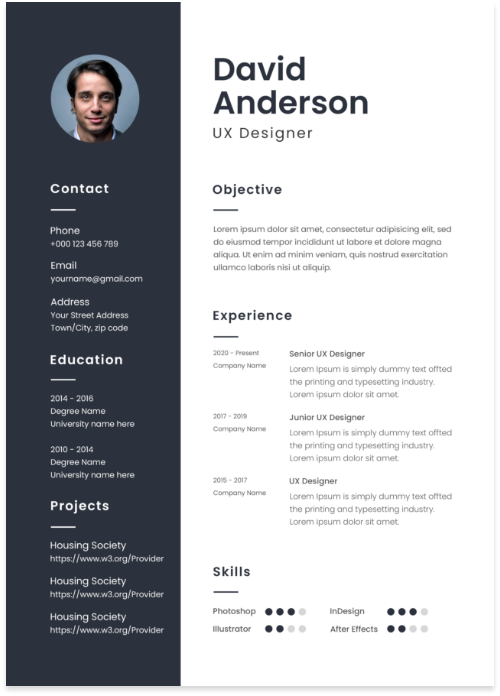 David
Anderson
UX Designer
Contact
Phone
+000 123 456 789
Email
yourname@gmail.com
Address
Your Street Address
Town/City, zip code
Education
2014 - 2016
Degree Name
University name here
2010 - 2014
Degree Name
University name here
Projects
Housing Society
https://www.w3.org/Provider
Housing Society
https://www.w3.org/Provider
Housing Society
https://www.w3.org/Provider
Objective
Lorem ipsum dolor sit amet, consectetur adipisicing elit, sed
do eiusmod tempor incididunt ut labore et dolore magna
aliqua. Ut enim ad minim veniam, quis nostrud exercitation
ullamco laboris nisi ut aliquip.
Experience
2020 - Present
Company Name
Senior UX Designer
Lorem Ipsum is simply dummy text offted
the printing and typesetting industry.
Lorem ipsum dolor sit amet.
2017 - 2019
Company Name
Junior UX Designer
Lorem Ipsum is simply dummy text offted
the printing and typesetting industry.
Lorem ipsum dolor sit amet.
2015 - 2017
Company Name
UX Designer
Lorem Ipsum is simply dummy text offted
the printing and typesetting industry.
Lorem ipsum dolor sit amet.
Skills
Photoshop
InDesign
Illustrator
After Effects